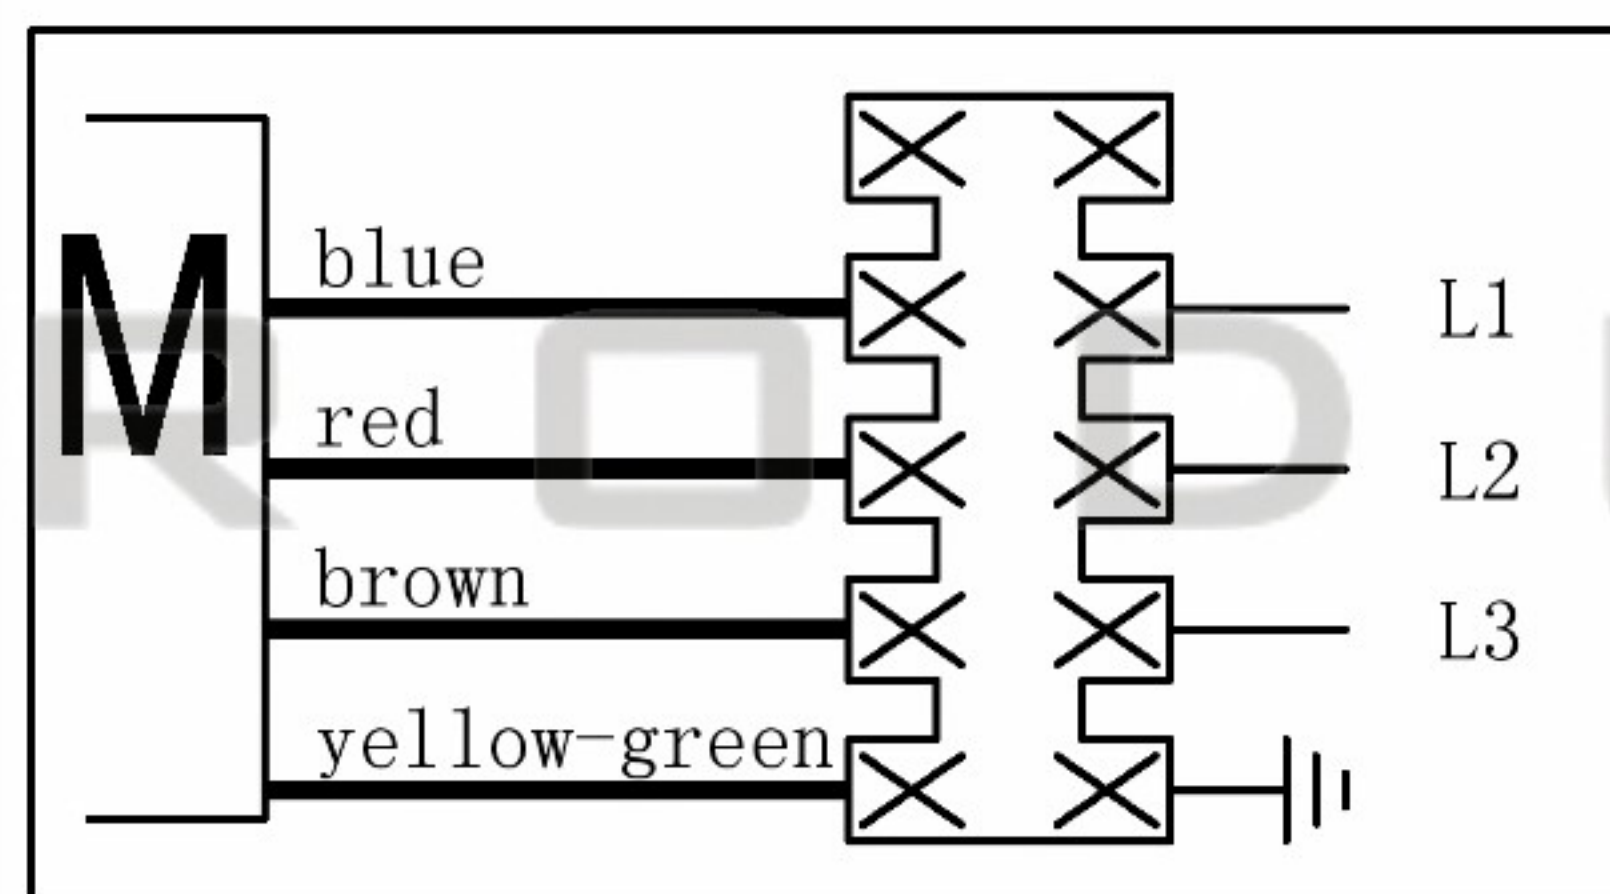 M
blue
L1
red
L2
brown
L3
yellow-green
R O D